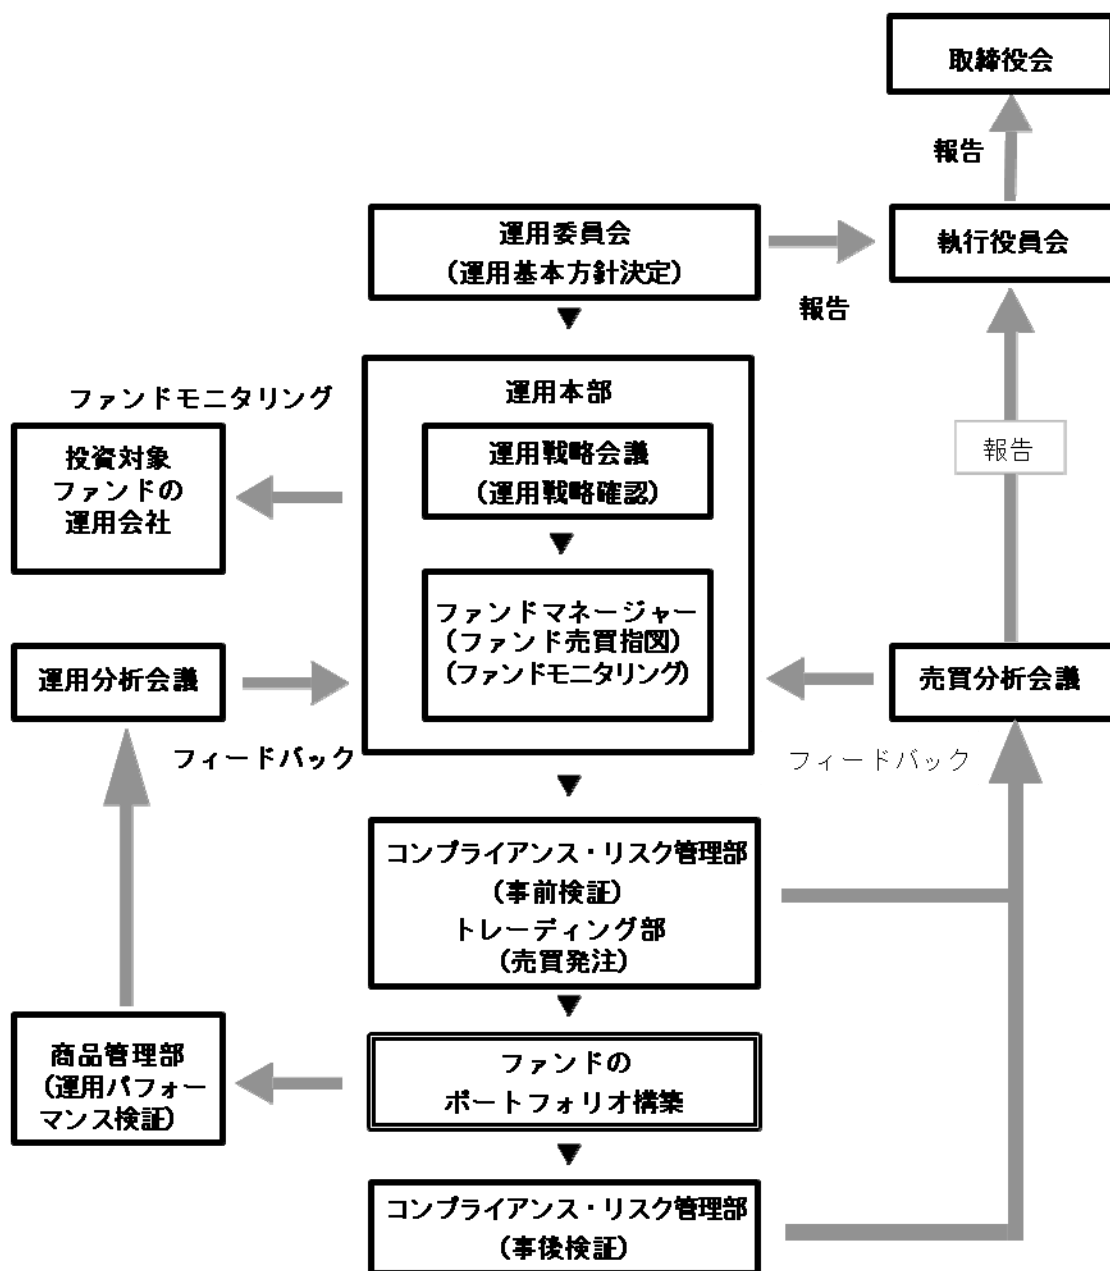 取締役会
報告
運用委員会
(運用基本方針決定)
執行役員会
報告
運用本部
ファンドモニタリング
投資対象
ファンドの
運用会社
運用戦略会議
(運用戦略確認)
報告
ファンドマネージャー
(ファンド売買指図)
(ファンドモニタリング)
運用分析会議
売買分析会議
フィードバック
フィードバック
コンプライアンス・リスク管理部
(事前検証)
トレーディング部
(売買発注)
商品管理部
(運用パフォー
マンス検証)
ファンドの
ポートフォリオ構築
コンプライアンス・リスク管理部
(事後検証)